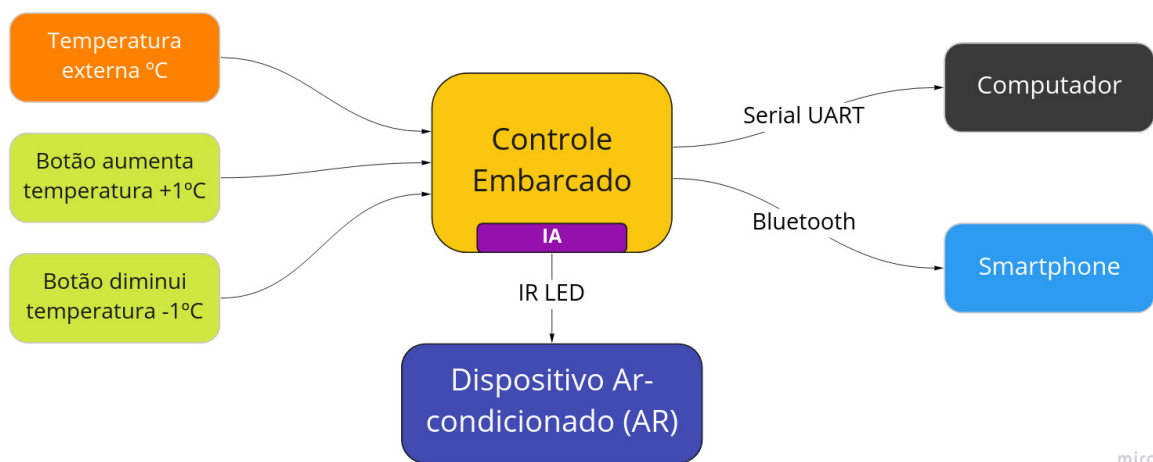 Temperatura
externa ºC
Botão aumenta
temperatura +1ºC
Botão diminui
temperatura -1ºC
Controle
Embarcado
IA
IR LED
Dispositivo Ar-
condicionado (AR)
Serial UART
Bluetooth
Computador
Smartphone
miro